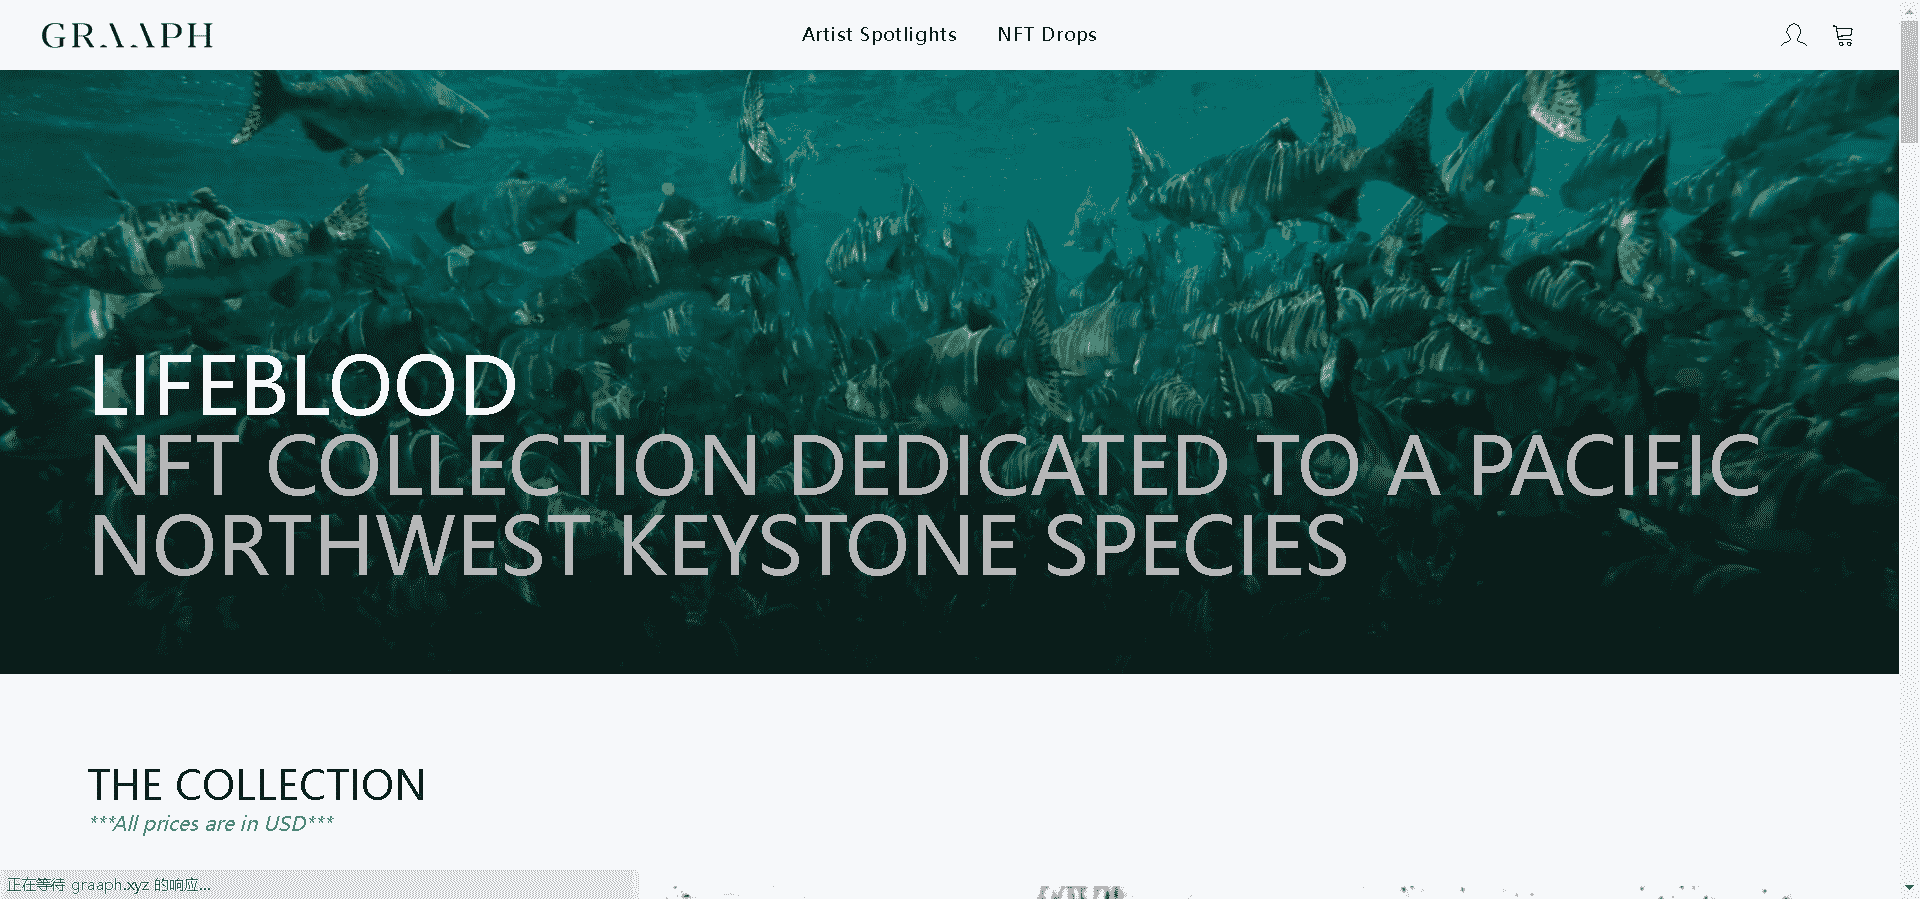 GRAAPH
Artist Spotlights
NFT Drops
LIFEBLOOD
NFT COLLECTION DEDICATED TO A PACIFIC
NORTHWEST KEYSTONE SPECIES
THE COLLECTION
***All prices are in USD***
正在等待 graaph.xyz 的响应...